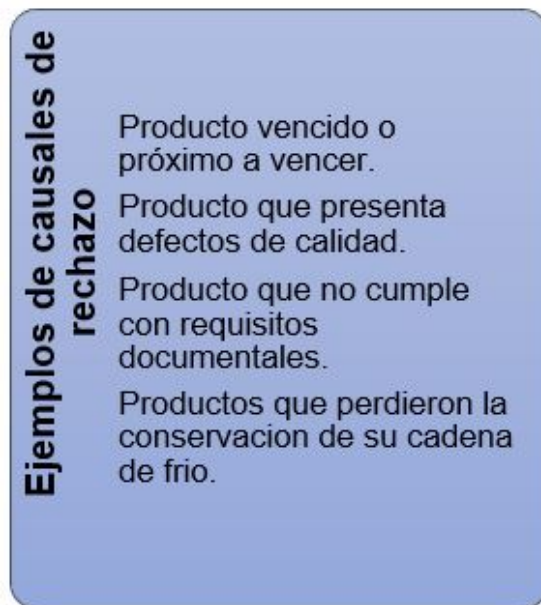 Ejemplos de causales de
rechazo
Producto vencido o
próximo a vencer.
Producto que presenta
defectos de calidad.
Producto que no cumple
con requisitos
documentales.
Productos que perdieron la
conservacion de su cadena
de frio.